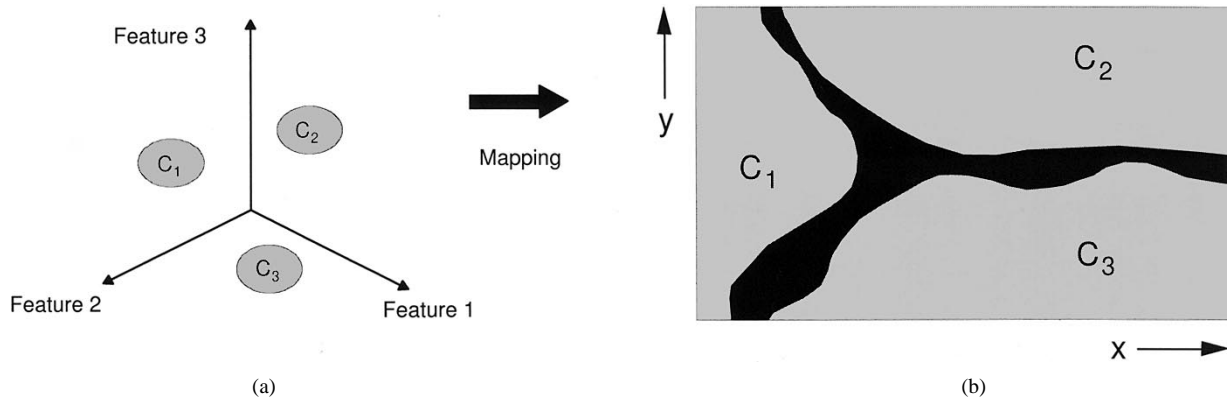 Feature 3
C1
C2
C3
Feature 2
Feature 1
Mapping
(a)
y
C2
C1
C3
x
(b)